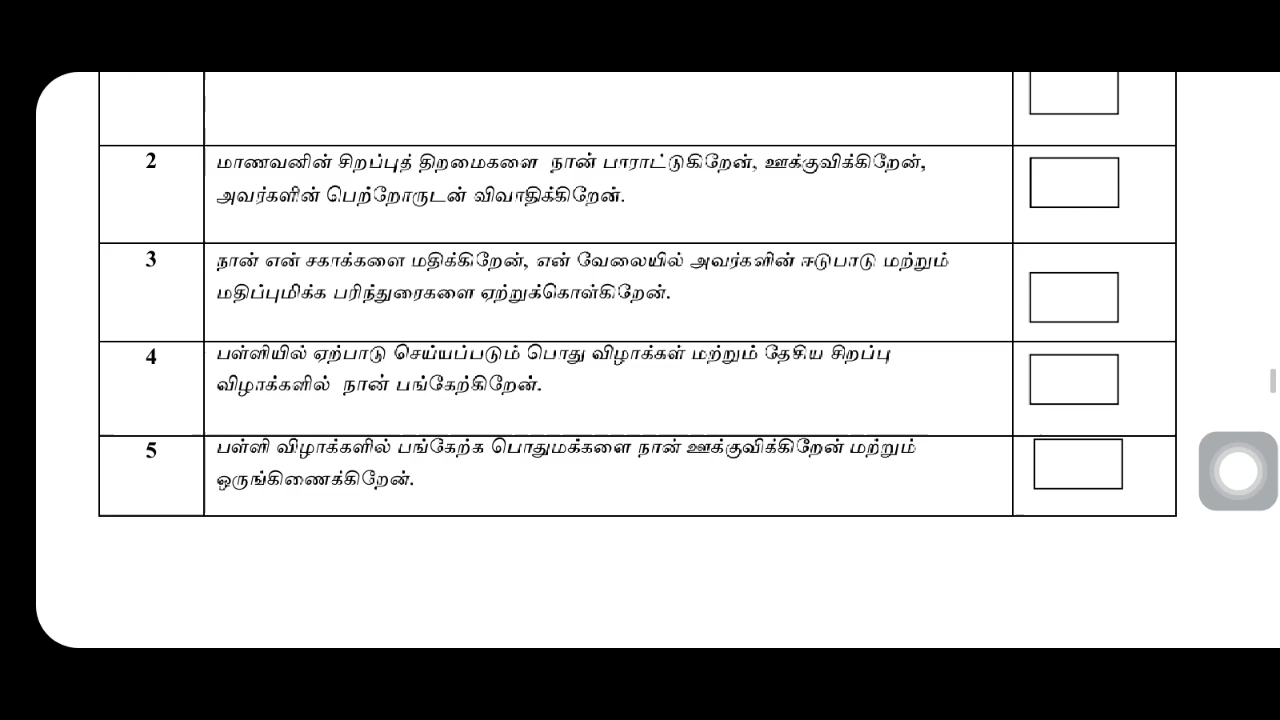 2
மாணவனின் சிறப்புத் திறமைகளை நான் பாராட்டுகிறேன், ஊக்குவிக்கிறேன்,
அவர்களின் பெற்றோருடன் விவாதிக்கிறேன்.
3
நான் என் சகாக்களை மதிக்கிறேன், என் வேலையில் அவர்களின் ஈடுபாடு மற்றும்
மதிப்புமிக்க பரிந்துரைகளை ஏற்றுக்கொள்கிறேன்.
4
பள்ளியில் ஏற்பாடு செய்யப்படும் பொது விழாக்கள் மற்றும் தேசிய சிறப்பு
விழாக்களில் நான் பங்கேற்கிறேன்.
5
பள்ளி விழாக்களில் பங்கேற்க பொதுமக்களை நான் ஊக்குவிக்கிறேன் மற்றும்
ஒருங்கிணைக்கிறேன்.